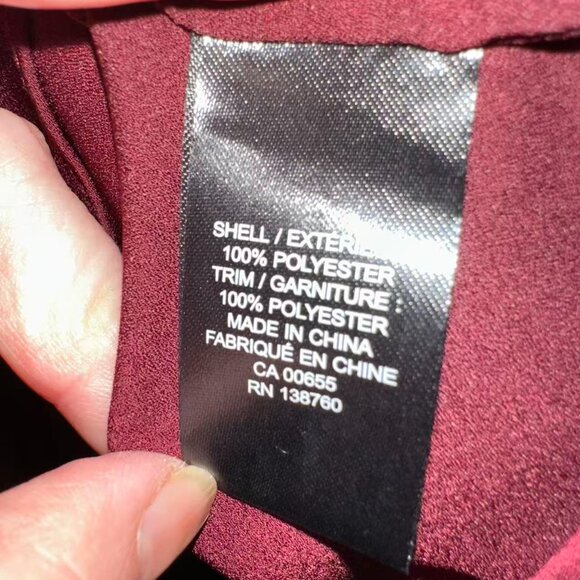 SHELL / 
100% POLYESTER
TRIM / GARNITURE :
100% POLYESTER
MADE IN CHINA
FABRIQUÉ EN CHINE
CA 00655
RN 138760